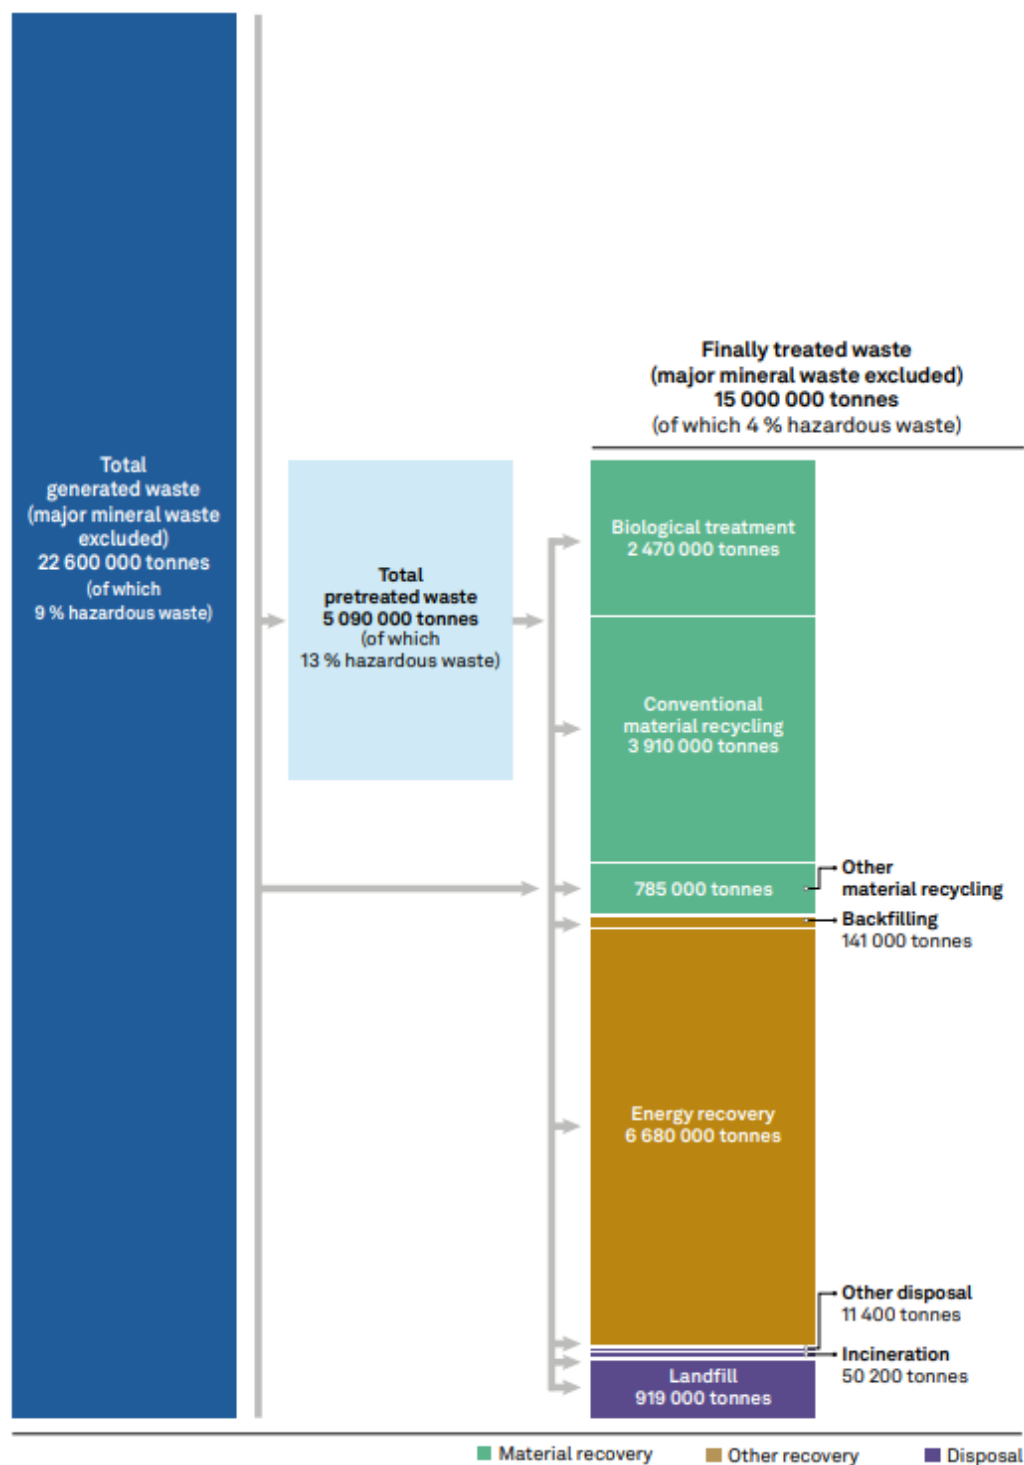 Total
generated waste
(major mineral waste
excluded)
22 600 000 tonnes
(of which
9 % hazardous waste)
Total
pretreated waste
5 090 000 tonnes
(of which
13 % hazardous waste)
Finally treated waste
(major mineral waste excluded)
15 000 000 tonnes
(of which 4 % hazardous waste)
Biological treatment
2 470 000 tonnes
Conventional
material recycling
3 910 000 tonnes
785 000 tonnes
Other
material recycling
Backfilling
141 000 tonnes
Energy recovery
6 680 000 tonnes
Other disposal
11 400 tonnes
Incineration
50 200 tonnes
Landfill
919 000 tonnes
Material recovery
Other recovery
Disposal